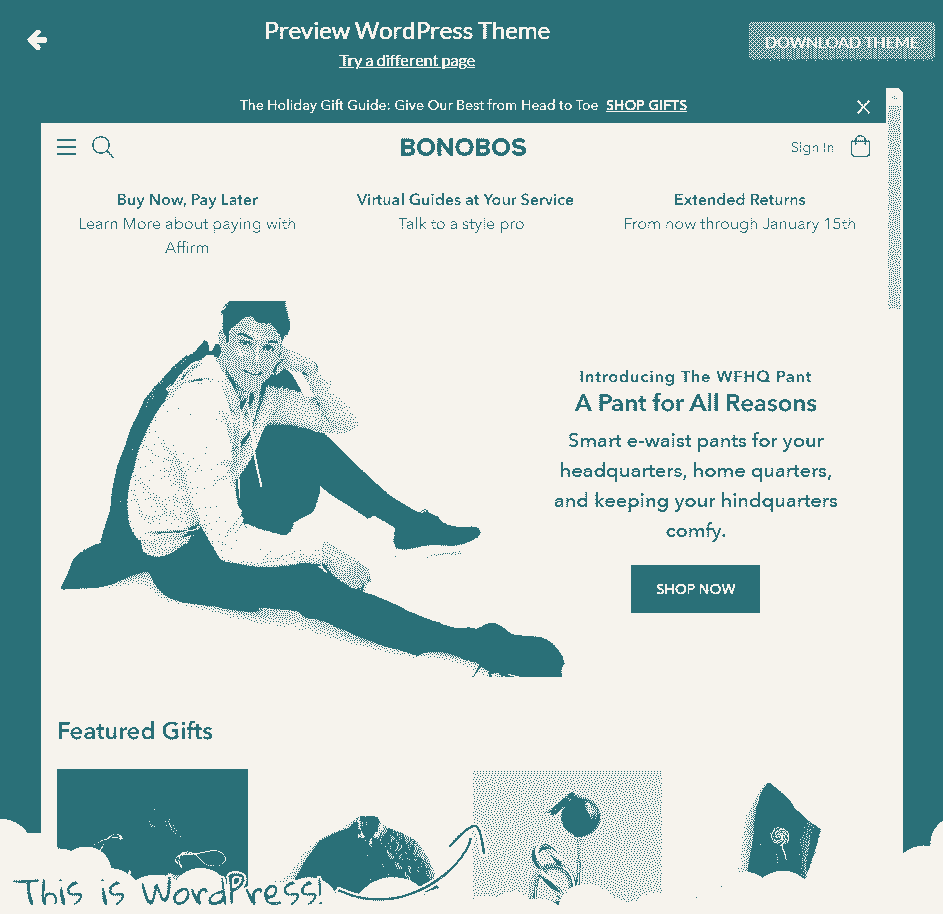 Preview WordPress Theme
Try a different page
DOWNLOAD THEME
The Holiday Gift Guide: Give Our Best from Head to Toe SHOP GIFTS
BONOBOS
Sign In
Buy Now, Pay Later
Learn More about paying with
Affirm
Virtual Guides at Your Service
Talk to a style pro
Extended Returns
From now through January 15th
Introducing The WFHQ Pant
A Pant for All Reasons
Smart e-waist pants for your
headquarters, home quarters,
and keeping your hindquarters
comfy.
SHOP NOW
Featured Gifts
This is WordPress!